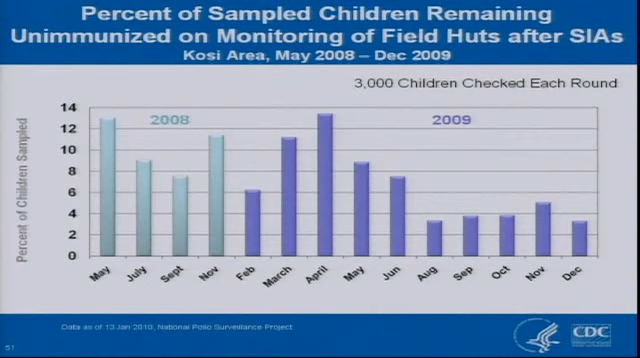 Percent of Sampled Children Remaining
Unimmunized on Monitoring of Field Huts after SIAs
Kosi Area, May 2008 – Dec 2009
3,000 Children Checked Each Round
Percent of Children Sampled
14
12
10
8
6
4
2
0
2008
2009
May
July
Sept
Nov
Feb
March
April
May
Jun
Aug
Sep
Oct
Nov
Dec
Data as of 13 Jan 2010, National Polio Surveillance Project
51
CDC